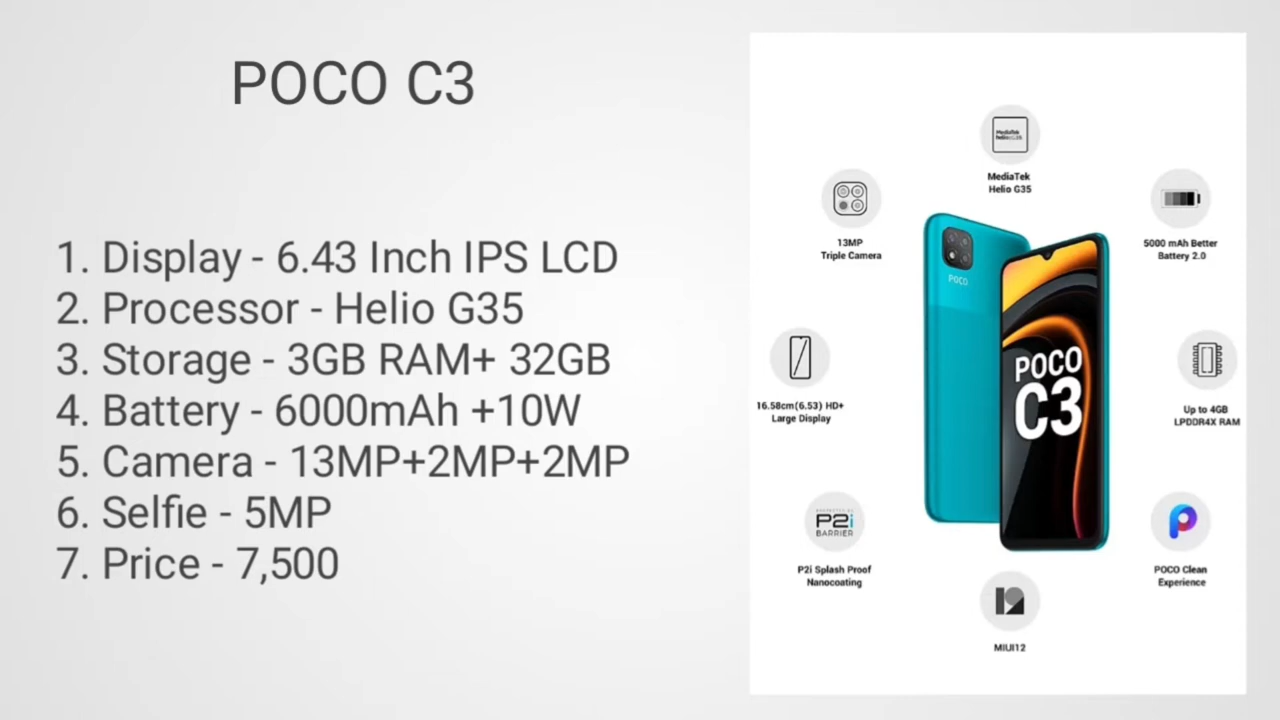 POCO C3
1. Display - 6.43 Inch IPS LCD
2. Processor - Helio G35
3. Storage - 3GB RAM+ 32GB
4. Battery - 6000mAh +10W
5. Camera - 13MP+2MP+2MP
6. Selfie - 5MP
7. Price - 7,500
MediaTek
MediaTek
Helio G35
13MP
Triple Camera
5000 mAh Better
Battery 2.0
POCO
POCO
C3
16.58cm(6.53) HD+
Large Display
Up to 4GB
LPDDR4X RAM
P2i
BARRIER
P2i Splash Proof
Nanocoating
POCO Clean
Experience
MIUI12